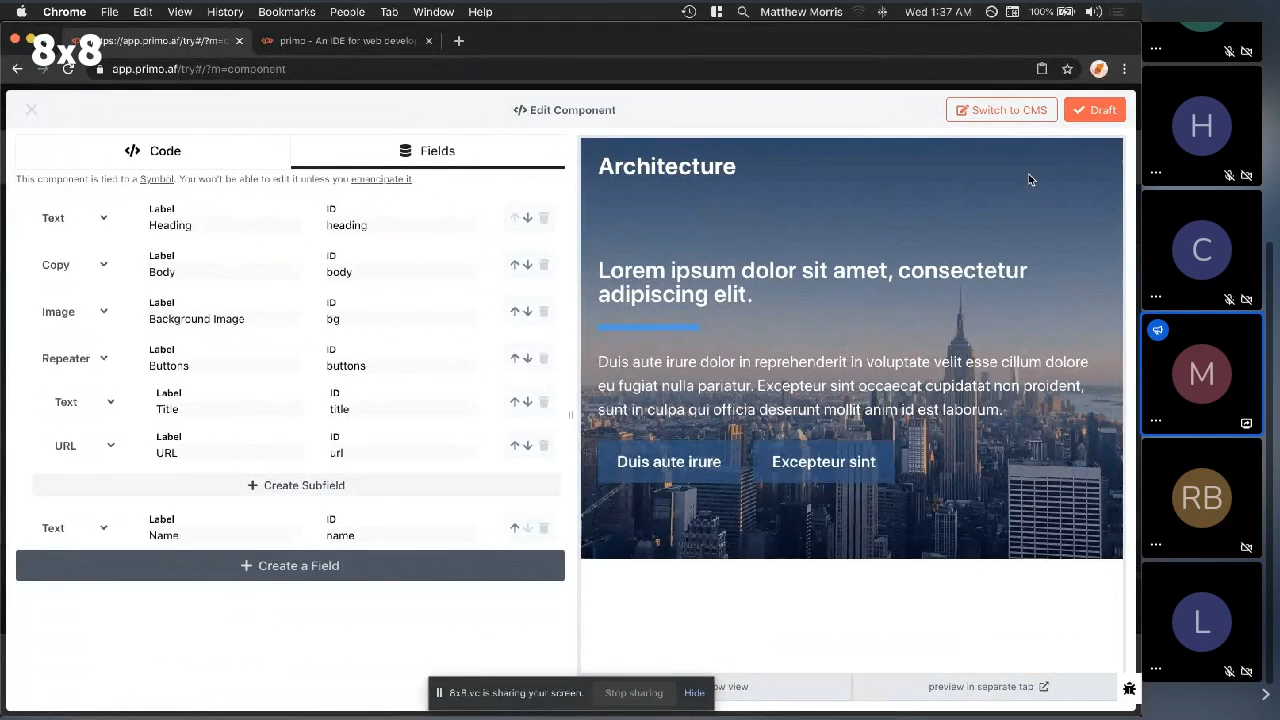 Chrome File Edit View History Bookmarks People Tab Window Help Matthew Morris Wed 1:37 AM 100%
8x8
https://app.primo.af/try#/?m=c
primo – An IDE for web develo
app.primo.af/try#/?m=component
Edit Component
Switch to CMS
Draft
Code
Fields
This component is tied to a Symbol. You won't be able to edit it unless you emancipate it.
Text
Label
Heading
ID
heading
Copy
Label
Body
ID
body
Image
Label
Background Image
ID
bg
Repeater
Label
Buttons
ID
buttons
Text
Label
Title
ID
title
URL
Label
URL
ID
url
Create Subfield
Text
Label
Name
ID
name
Create a Field
Architecture
Lorem ipsum dolor sit amet, consectetur
adipiscing elit.
Duis aute irure dolor in reprehenderit in voluptate velit esse cillum dolore
eu fugiat nulla pariatur. Excepteur sint occaecat cupidatat non proident,
sunt in culpa qui officia deserunt mollit anim id est laborum.
Duis aute irure
Excepteur sint
8x8.vc is sharing your screen.
Stop sharing
Hide
view
preview in separate tab
H
C
M
RB
L